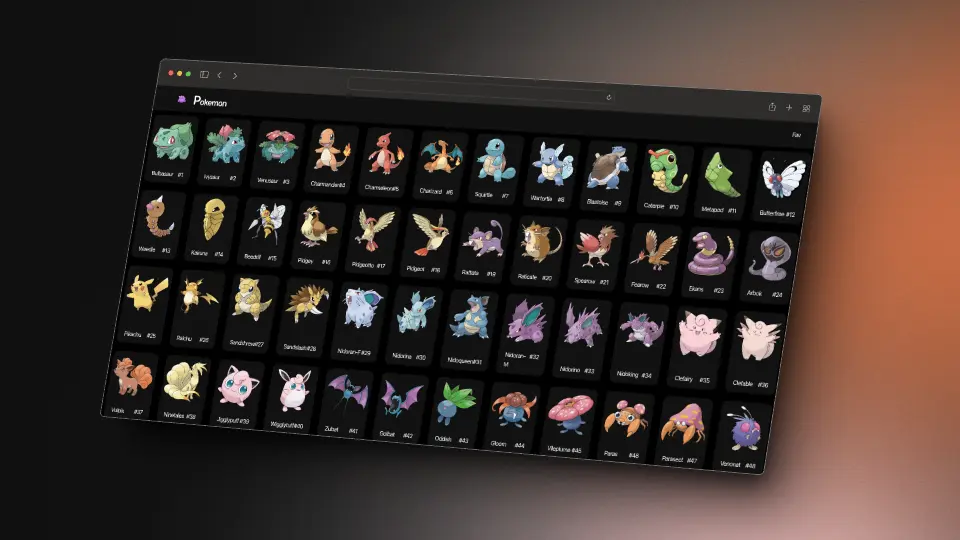 Pokemon
Fav
Bulbasaur #1 Ivysaur #2 Venusaur #3 Charmander#4 Charmeleon#5 Charizard #6 Squirtle #7 Wartortle #8 Blastoise #9 Caterpie #10 Metapod #11 Butterfree #12
Weedle #13 Kakuna #14 Beedrill #15 Pidgey #16 Pidgeotto #17 Pidgeot #18 Rattata #19 Raticate #20 Spearow #21 Fearow #22 Ekans #23 Arbok #24
Pikachu #25 Raichu #26 Sandshrew#27 Sandslash#28 Nidoran-F#29 Nidorina #30 Nidoqueen#31 Nidoran- #32 Nidorino #33 Nidoking #34 Clefairy #35 Clefable #36
M
Vulpix #37 Ninetales #38 Jigglypuff #39 Wigglytuff#40 Zubat #41 Golbat #42 Oddish #43 Gloom #44 Vileplume #45 Paras #46 Parasect #47 Venonat #48